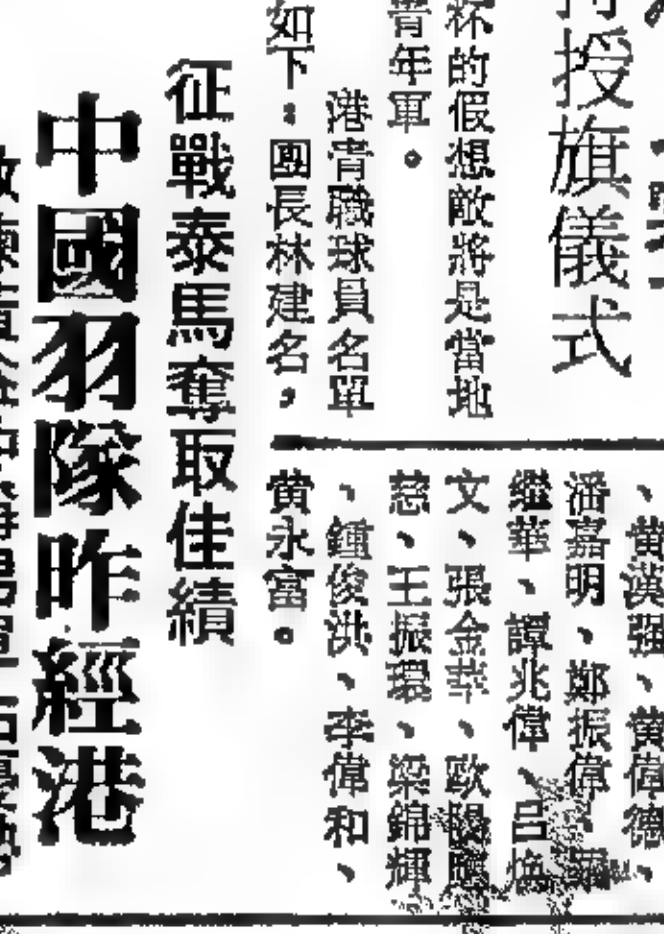 授旗儀式
杯的假想敵將是當地
青年軍。
港青職球員名單
如下：團長林建名，
、黄漢强、黄偉德、
潘嘉明、鄭振偉、羅
繼華、譚兆偉、呂煥
文、張金華、歐陽
慈、王振環、梁錦輝
、鍾俊洪、李偉和、
黄永富。
征戰泰馬奪取佳績
中國羽隊昨經港